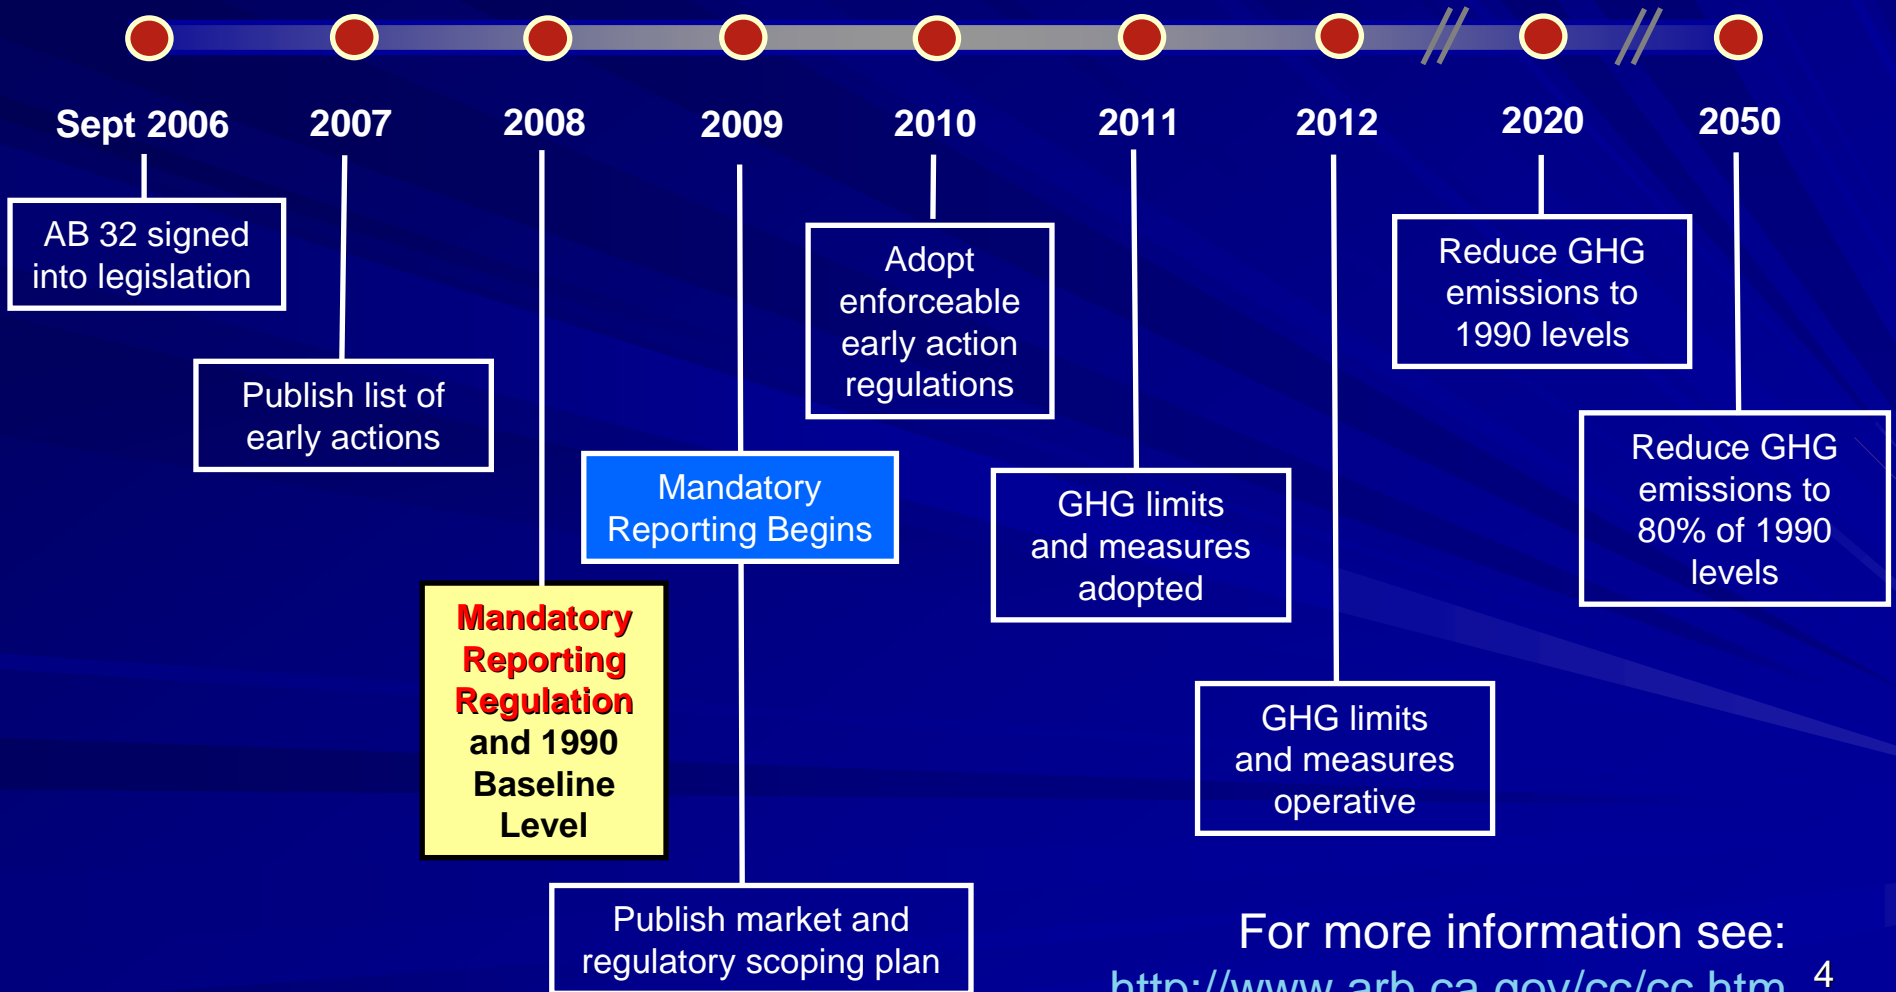 Sept 2006
2007
2008
2009
2010
2011
2012
2020
2050
AB 32 signed
into legislation
Publish list of
early actions
Mandatory
Reporting
Regulation
and 1990
Baseline
Level
Mandatory
Reporting Begins
Publish market and
regulatory scoping plan
Adopt
enforceable
early action
regulations
GHG limits
and measures
adopted
GHG limits
and measures
operative
Reduce GHG
emissions to
1990 levels
Reduce GHG
emissions to
80% of 1990
levels
For more information see:
http://www.arb.ca.gov/cc/cc.htm
4